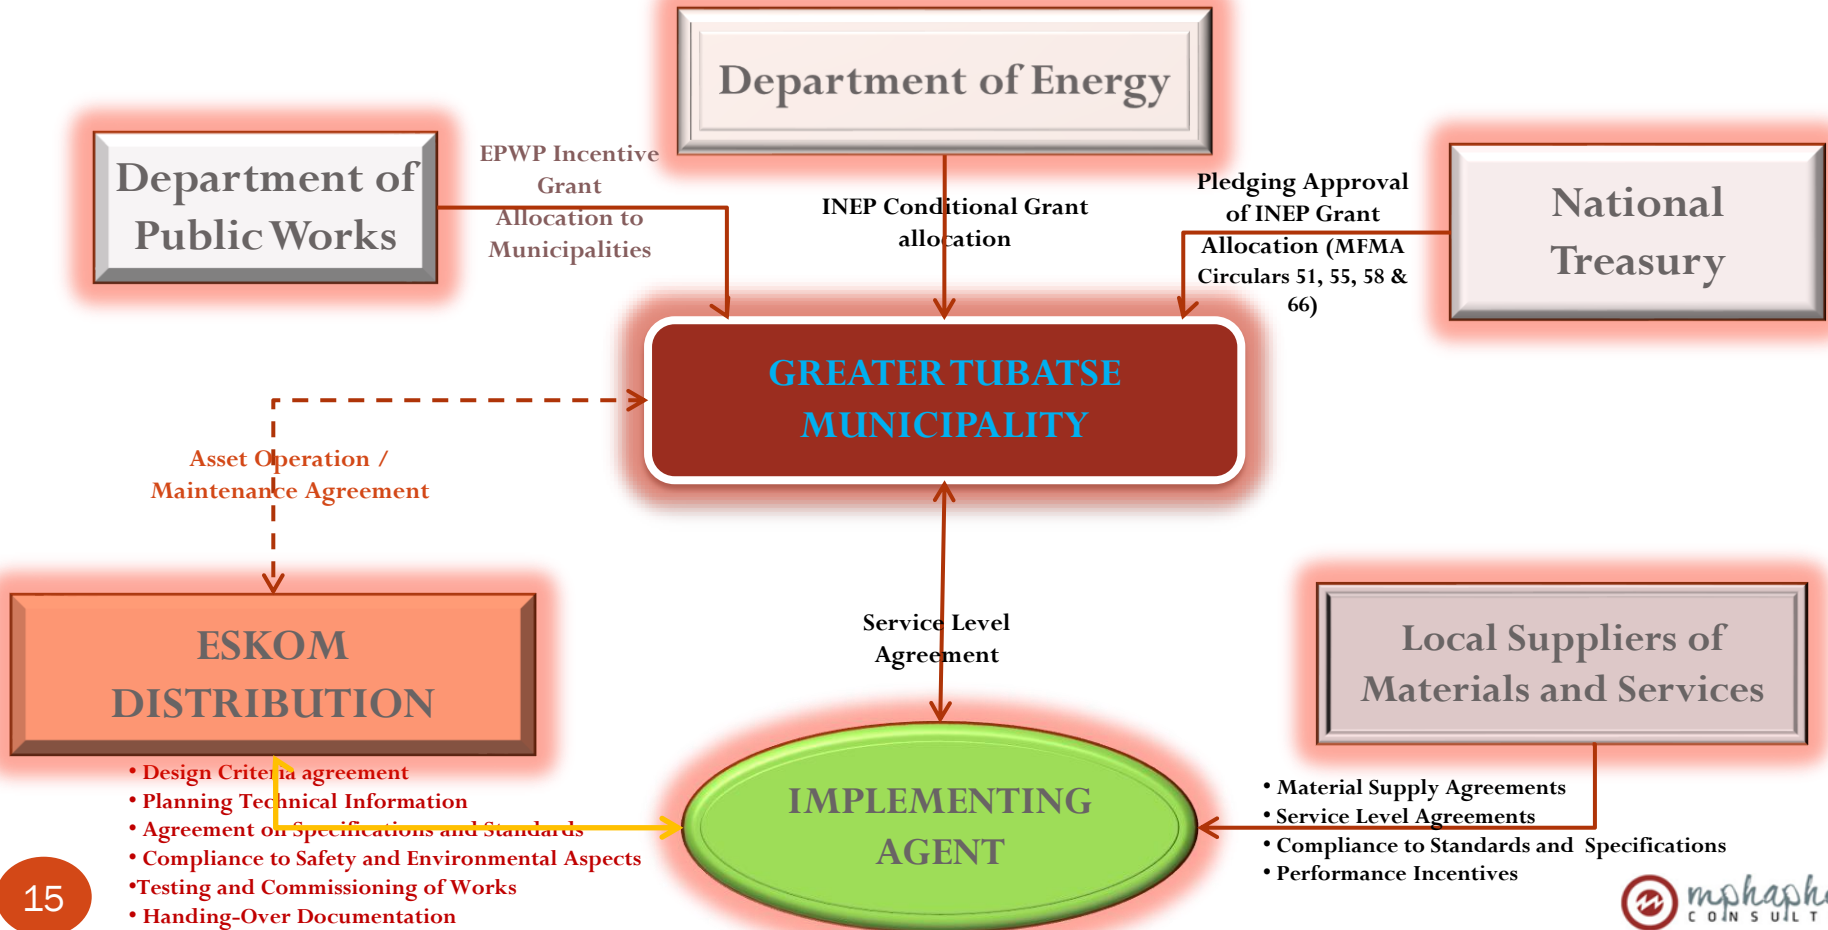 Department of Energy
Department of
Public Works
EPWP Incentive
Grant
Allocation to
Municipalities
INEP Conditional Grant
allocation
Pledging Approval
of INEP Grant
Allocation (MFMA
Circulars 51, 55, 58 &
66)
National
Treasury
GREATER TUBATSE
MUNICIPALITY
Asset Operation /
Maintenance Agreement
ESKOM
DISTRIBUTION
Service Level
Agreement
Local Suppliers of
Materials and Services
• Design Criteria agreement
• Planning Technical Information
• Agreement on Specifications and Standards
• Compliance to Safety and Environmental Aspects
•Testing and Commissioning of Works
• Handing-Over Documentation
IMPLEMENTING
AGENT
• Material Supply Agreements
• Service Level Agreements
• Compliance to Standards and Specifications
• Performance Incentives
15